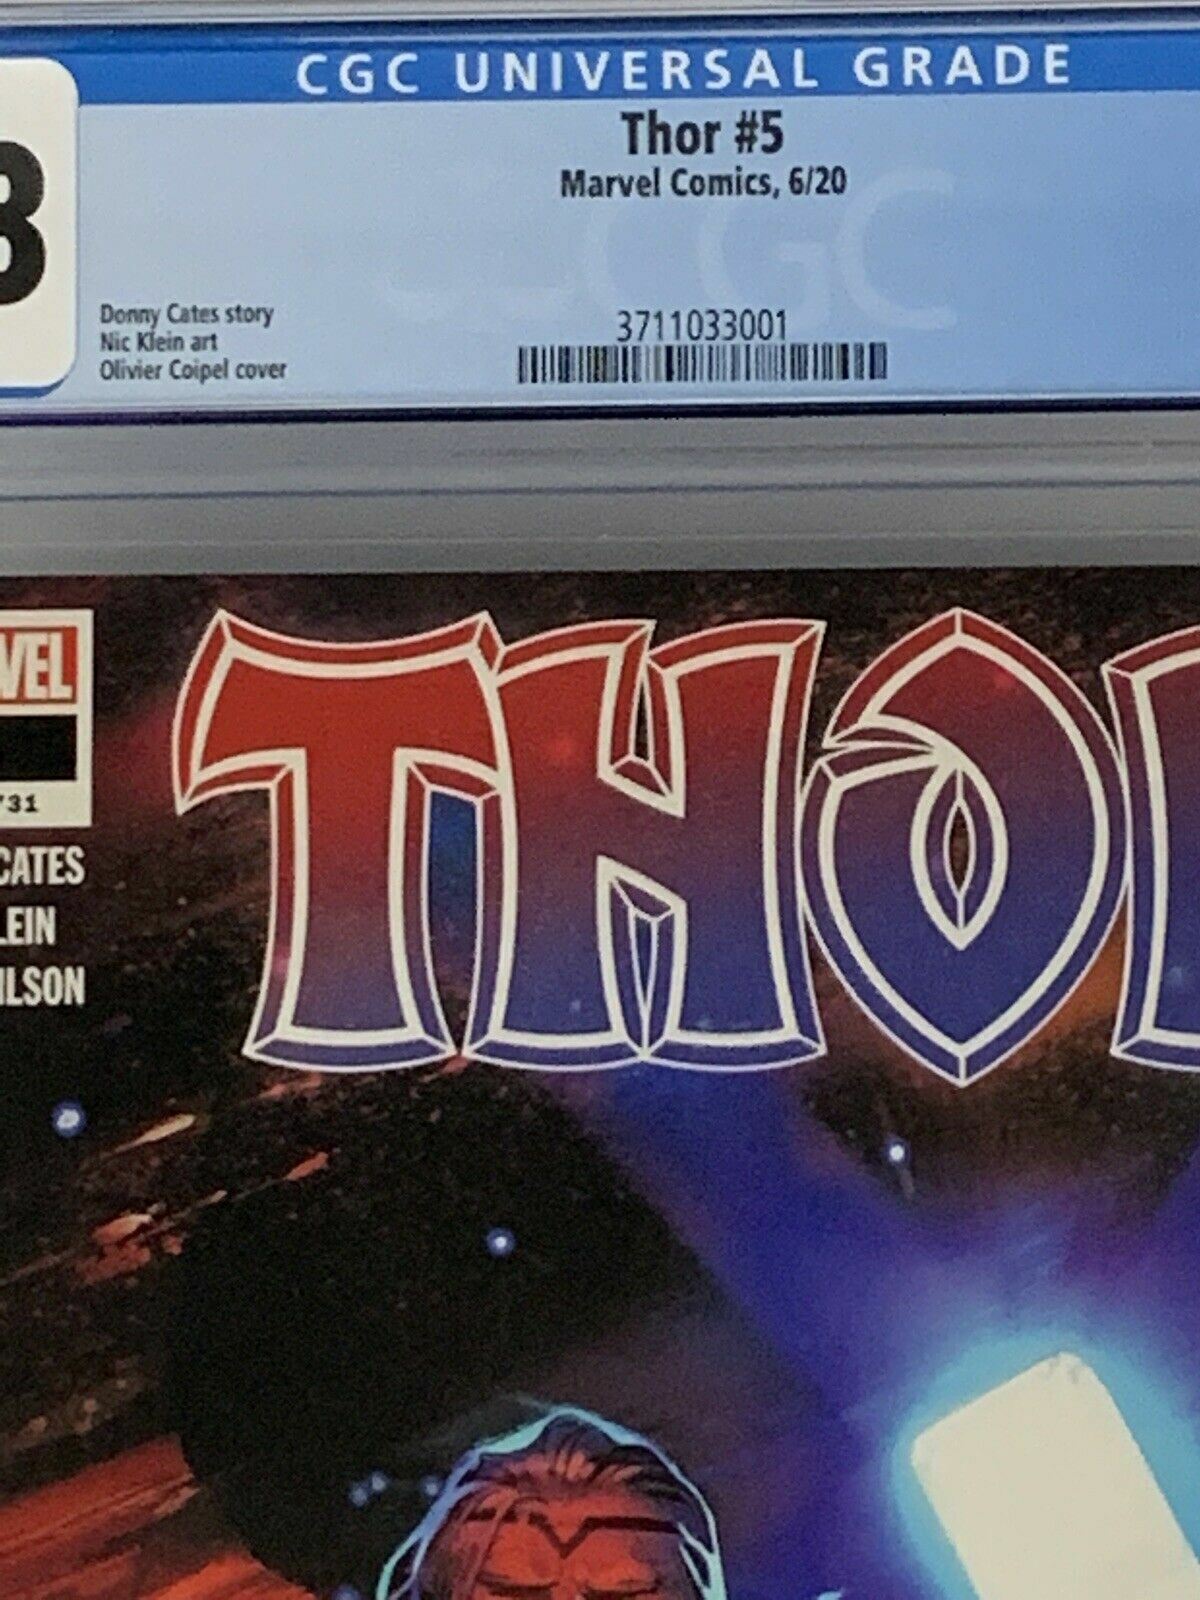 CGC UNIVERSAL GRADE
8
Thor #5
Marvel Comics, 6/20
Donny Cates story
Nic Klein art
Olivier Coipel cover
3711033001
CGC
VEL
731
CATES
LEIN
ILSON
THO